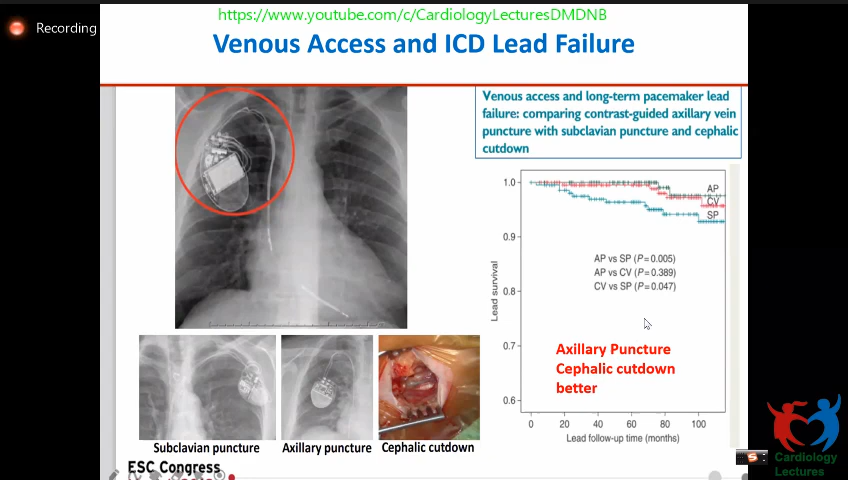 https://www.youtube.com/c/CardiologyLecturesDMDNB
Recording
Venous Access and ICD Lead Failure
Venous access and long-term pacemaker lead
failure: comparing contrast-guided axillary vein
puncture with subclavian puncture and cephalic
cutdown
1.0
0.9
0.8
0.7
0.6
Lead survival
AP
CV
SP
AP vs SP (P=0.005)
AP vs CV (P=0.389)
CV vs SP (P=0.047)
Axillary Puncture
Cephalic cutdown
better
0 20 40 60 80 100
Lead follow-up time (months)
Subclavian puncture
Axillary puncture
Cephalic cutdown
ESC Congress
Cardiology
Lectures